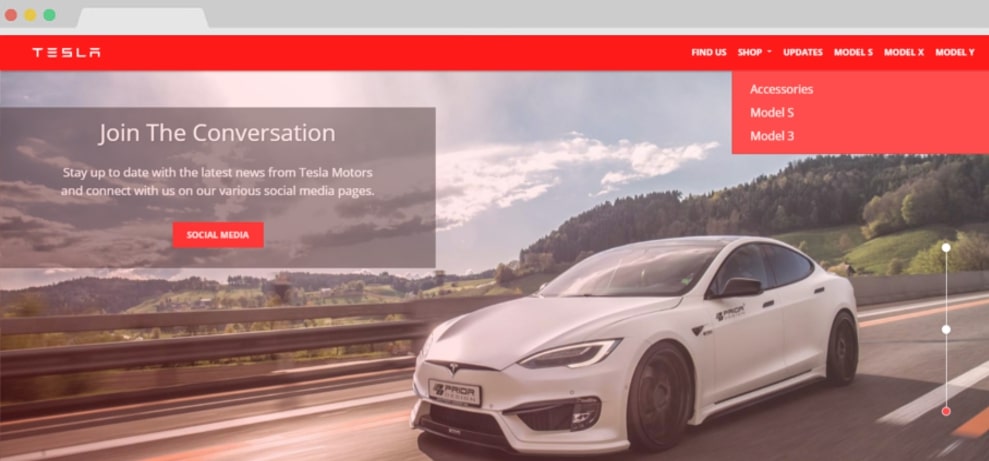 TESLA
FIND US SHOP UPDATES MODEL S MODEL X MODEL Y
Accessories
Model S
Model 3
Join The Conversation
Stay up to date with the latest news from Tesla Motors
and connect with us on our various social media pages.
SOCIAL MEDIA
PRIOR
DESIGN
PRIOR
DESIGN